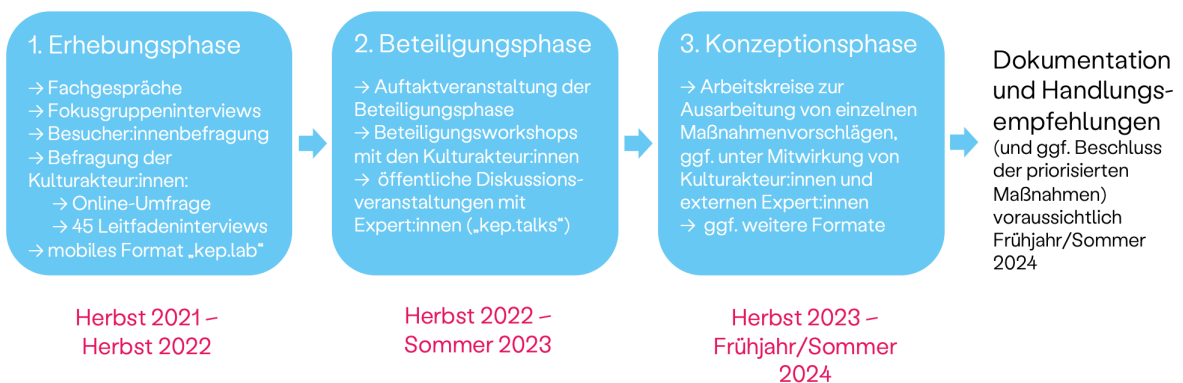 1. Erhebungsphase
→ Fachgespräche
→ Fokusgruppeninterviews
→ Besucher:innenbefragung
→ Befragung der
Kulturakteur:innen:
→ Online-Umfrage
→ 45 Leitfadeninterviews
→ mobiles Format „kep.lab“
Herbst 2021 –
Herbst 2022
2. Beteiligungsphase
→ Auftaktveranstaltung der
Beteiligungsphase
→ Beteiligungsworkshops
mit den Kulturakteur:innen
→ öffentliche Diskussions-
veranstaltungen mit
Expert:innen („kep.talks“)
Herbst 2022 –
Sommer 2023
3. Konzeptionsphase
→ Arbeitskreise zur
Ausarbeitung von einzelnen
Maßnahmenvorschlägen,
ggf. unter Mitwirkung von
Kulturakteur:innen und
externen Expert:innen
→ ggf. weitere Formate
Herbst 2023 –
Frühjahr/Sommer
2024
Dokumentation
und Handlungs-
empfehlungen
(und ggf. Beschluss
der priorisierten
Maßnahmen)
voraussichtlich
Frühjahr/Sommer
2024